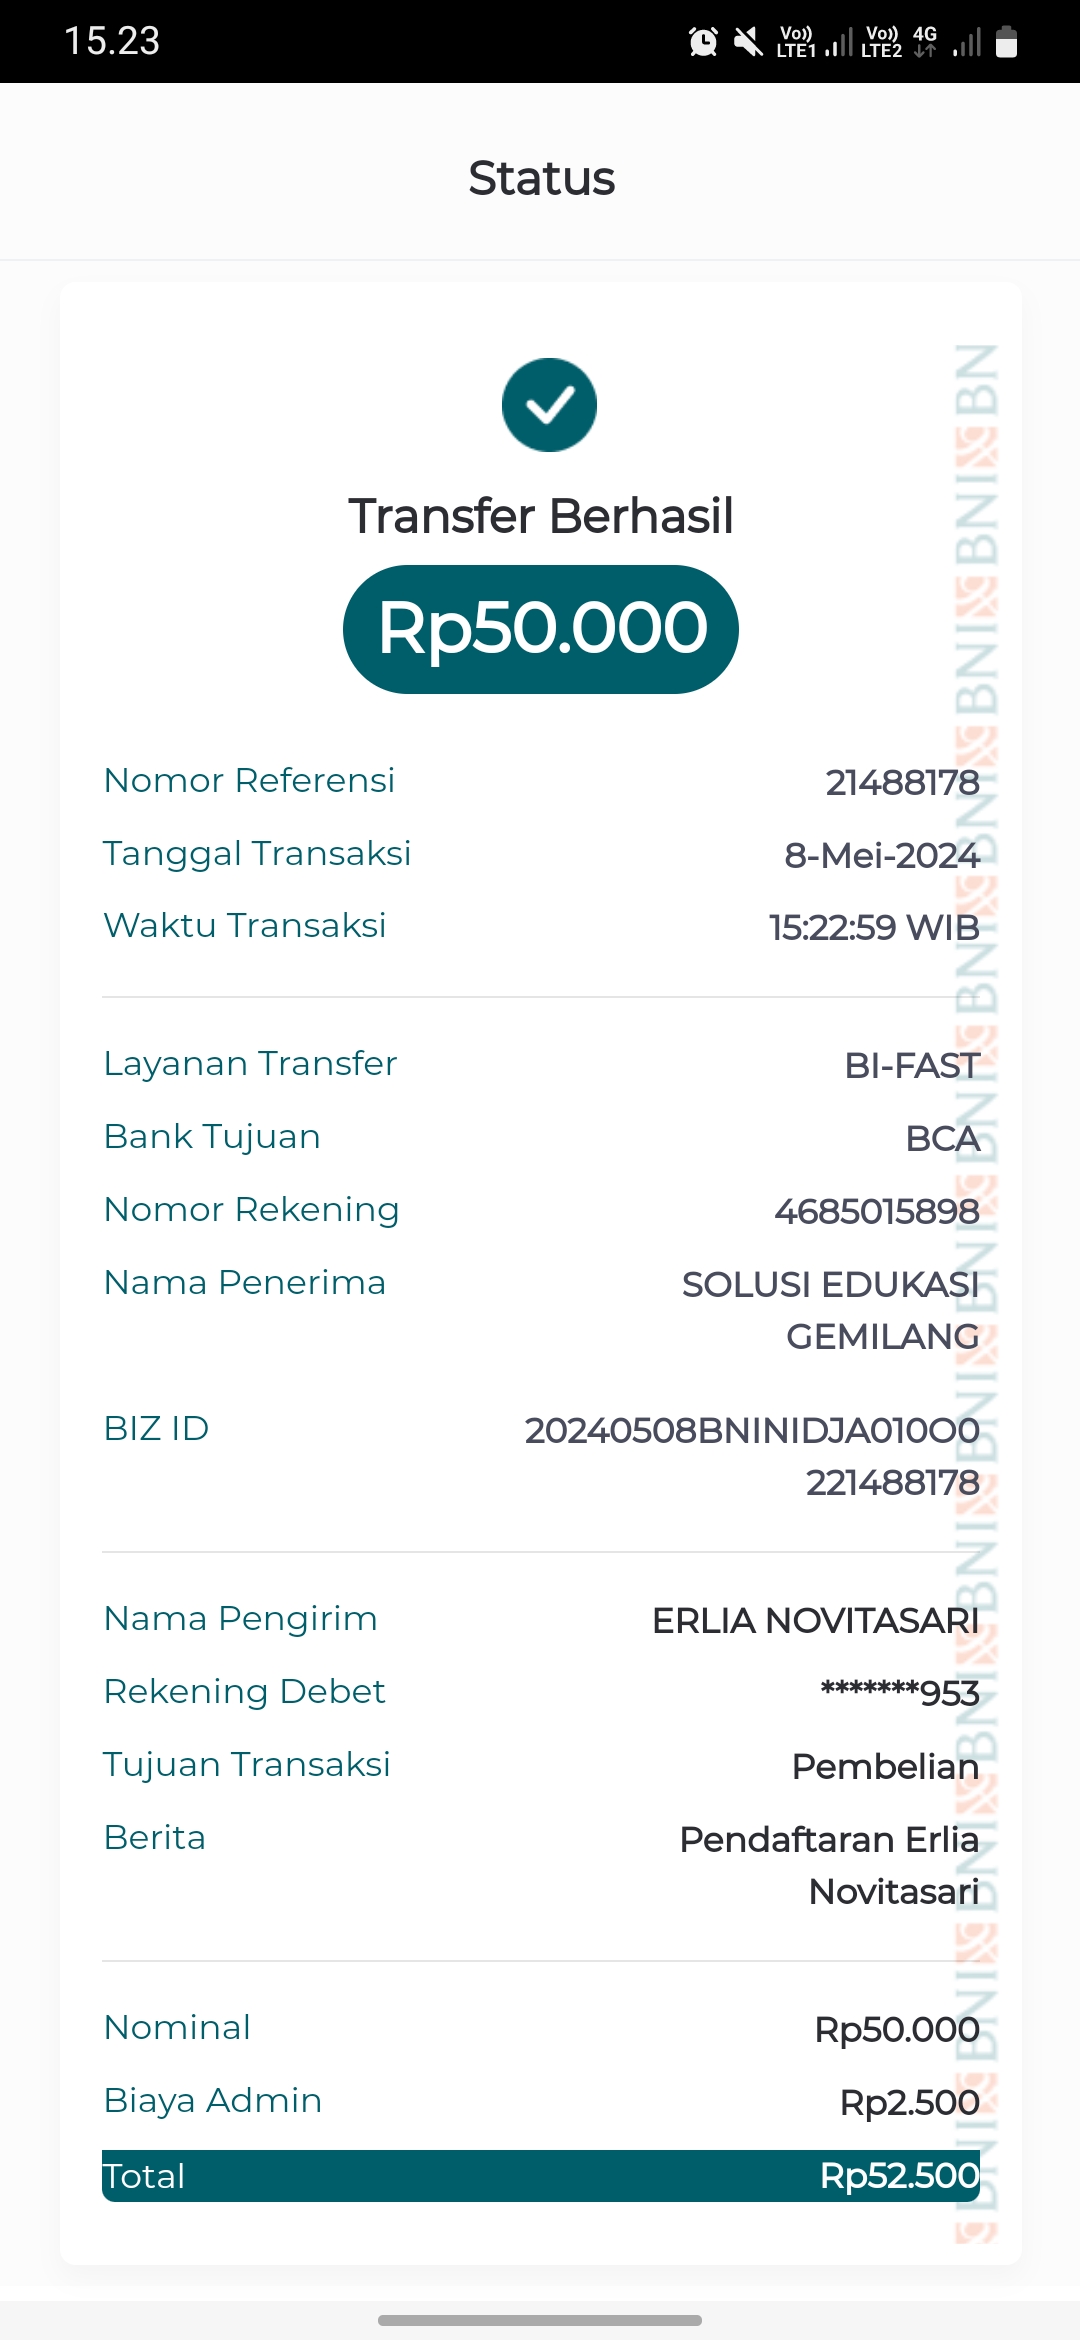 15.23
Vo)) LTE1 Vo)) LTE2 4G
Status
Transfer Berhasil
Rp50.000
Nomor Referensi 21488178
Tanggal Transaksi 8-Mei-2024
Waktu Transaksi 15:22:59 WIB
Layanan Transfer BI-FAST
Bank Tujuan BCA
Nomor Rekening 4685015898
Nama Penerima SOLUSI EDUKASI
GEMILANG
BIZ ID 20240508BNINIDJA010O0
221488178
Nama Pengirim ERLIA NOVITASARI
Rekening Debet *******953
Tujuan Transaksi Pembelian
Berita Pendaftaran Erlia
Novitasari
Nominal Rp50.000
Biaya Admin Rp2.500
Total Rp52.500
BNI BNI BNI BNI BNI BNI BNI BNI BNI BNI BNI BNI BN